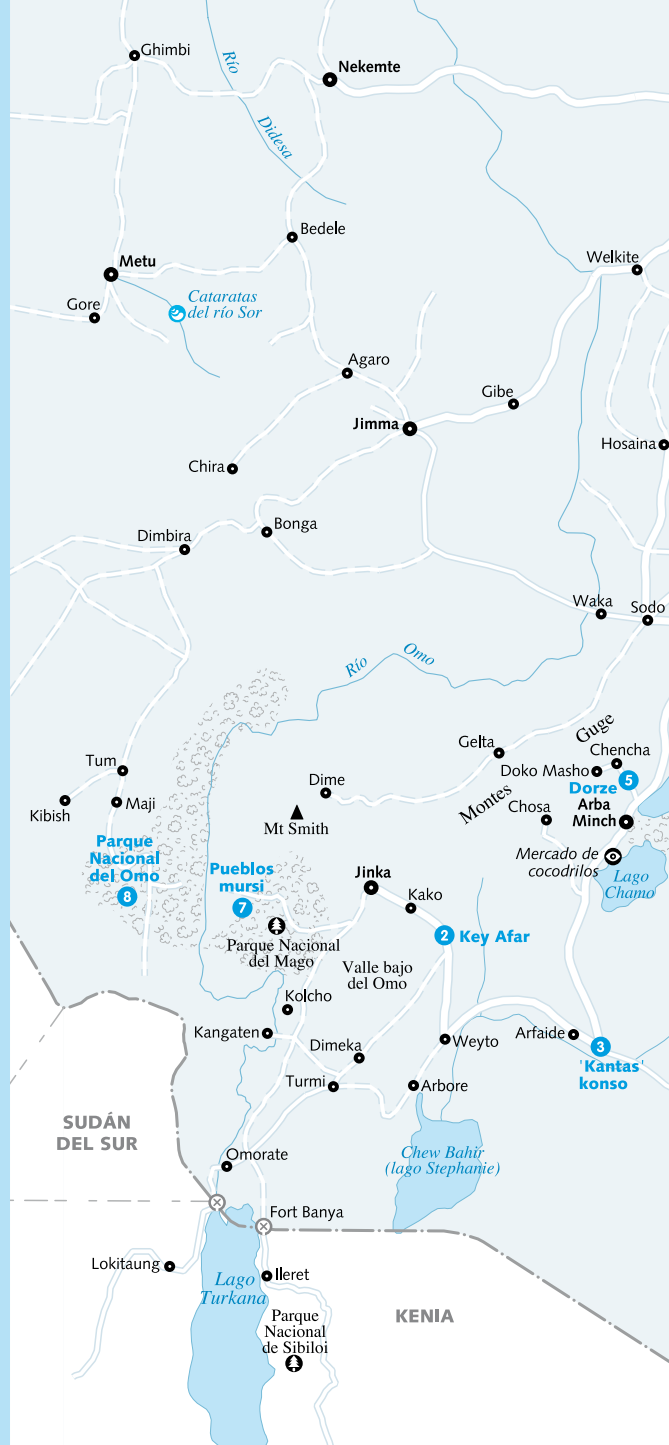 Ghimbi
Río
Didesa
Nekemte
Bedele
Metu
Welkite
Gore
Cataratas
del río Sor
Agaro
Gibe
Jimma
Hosaina
Chira
Bonga
Dimbira
Waka
Sodo
Río
Omo
Guge
Montes
Gelta
Chencha
Doko Masho
Dorze
5
Tum
Dime
Kibish
Maji
Mt Smith
Chosa
Arba
Minch
Parque
Nacional
del Omo
8
Pueblos
mursi
7
Jinka
Mercado de
cocodrilos
Lago
Chamo
Kako
2 Key Afar
Parque Nacional
del Mago
Valle bajo
del Omo
Kolcho
Kangaten
Dimeka
Weyto
Arfaide
3
'Kantas'
konso
Turmi
Arbore
SUDÁN
DEL SUR
Omorate
Chew Bahir
(lago Stephanie)
Fort Banya
Lokitaung
Lago
Turkana
Ileret
KENIA
Parque
Nacional
de Sibiloi